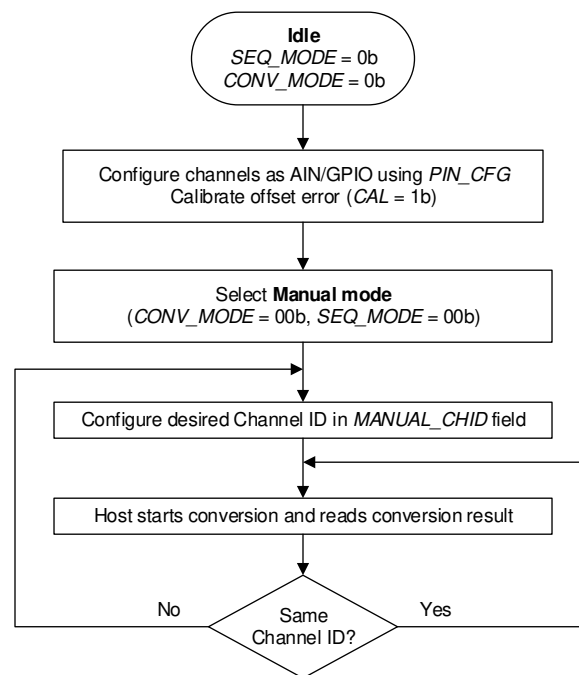 Idle
SEQ_MODE = 0b
CONV_MODE = 0b
Configure channels as AIN/GPIO using PIN_CFG
Calibrate offset error (CAL = 1b)
Select Manual mode
(CONV_MODE = 00b, SEQ_MODE = 00b)
Configure desired Channel ID in MANUAL_CHID field
Host starts conversion and reads conversion result
No
Same
Channel ID?
Yes